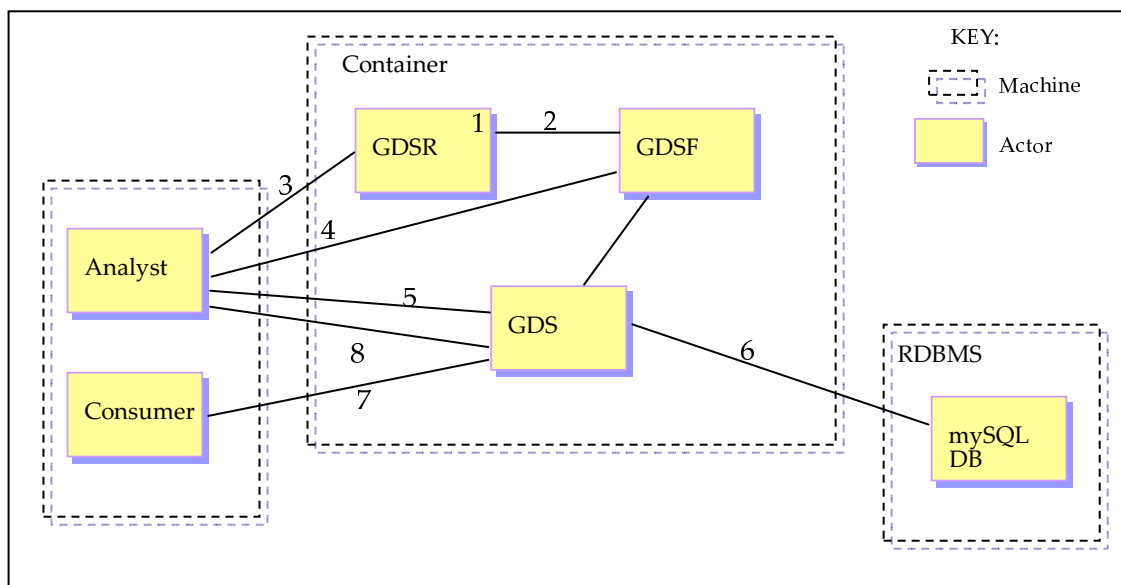 KEY:
Container
Machine
1
2
GDSR
GDSF
Actor
3
4
Analyst
5
GDS
8
6
RDBMS
7
Consumer
mySQL
DB